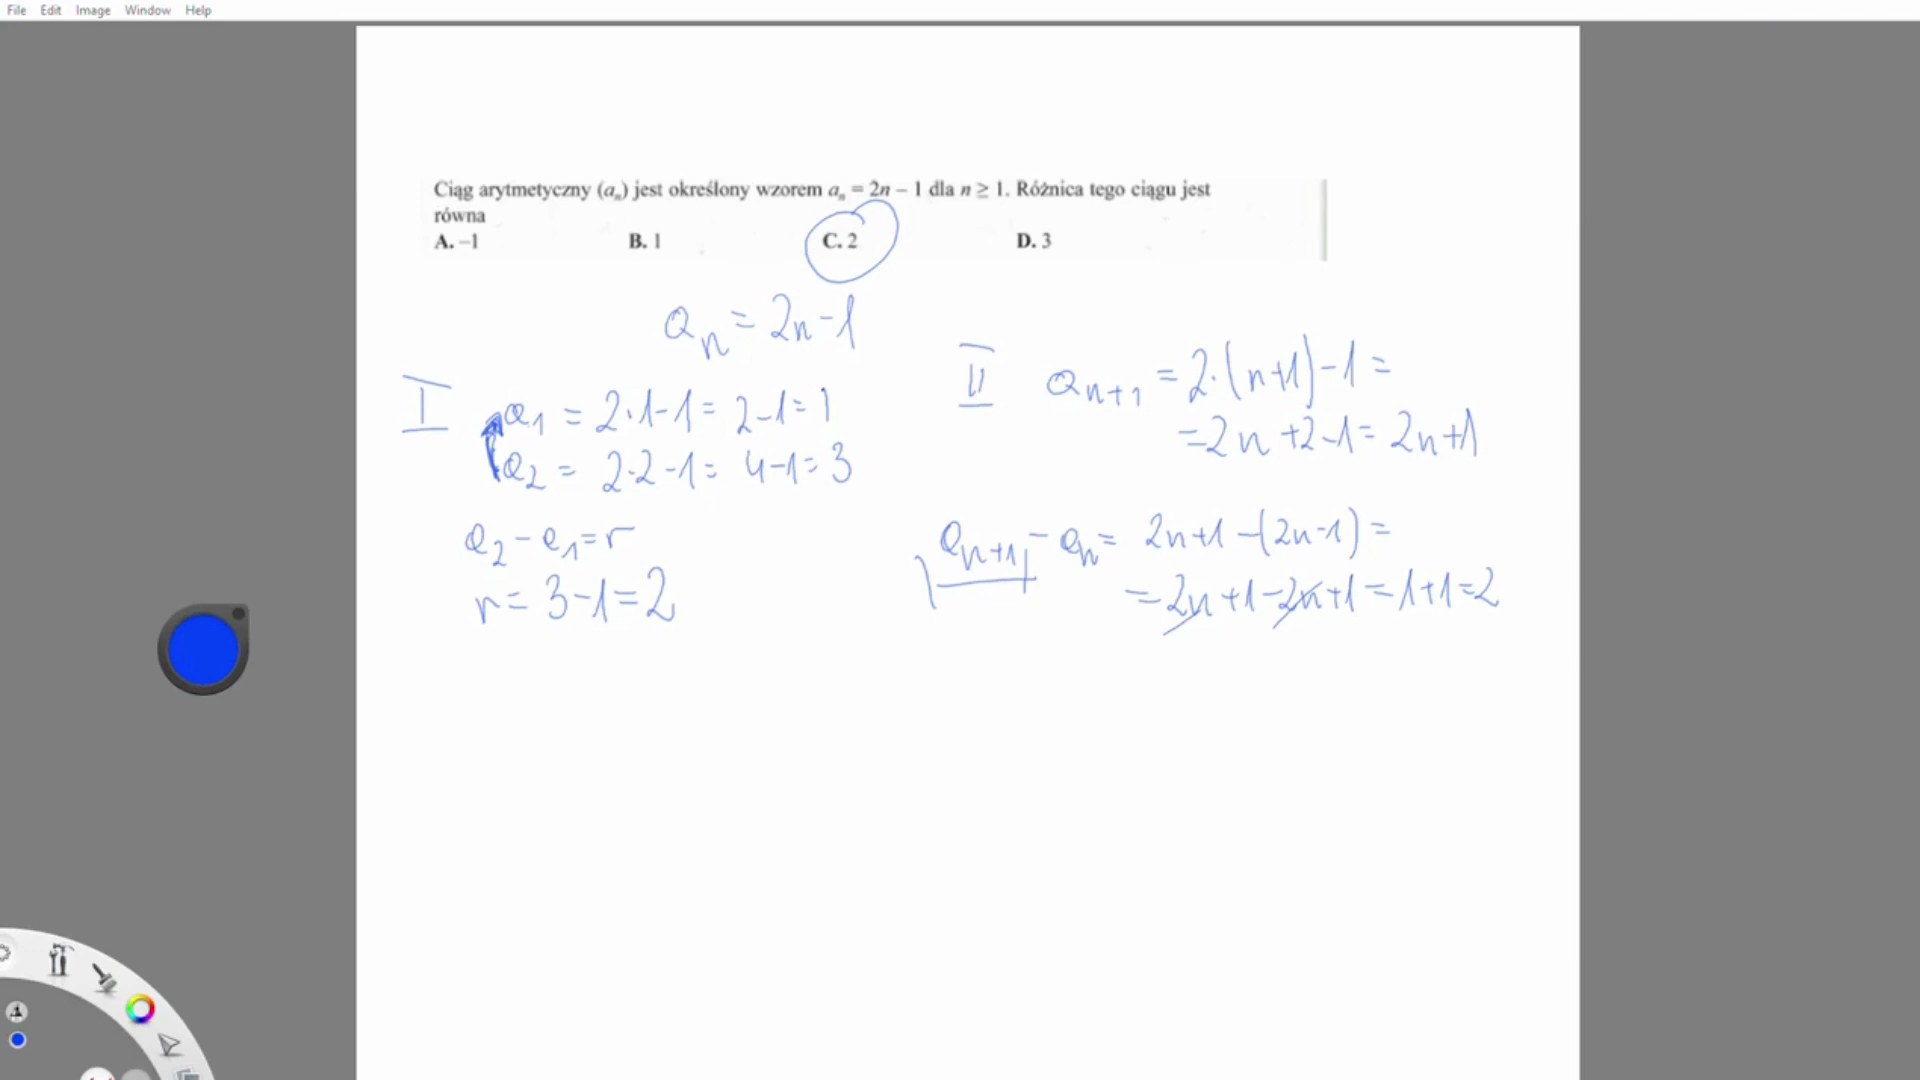 File Edit Image Window Help
Ciąg arytmetyczny (aₙ) jest określony wzorem aₙ = 2n – 1 dla n ≥ 1. Różnica tego ciągu jest
równa
A. –1 B. 1 C. 2 D. 3
aₙ = 2n-1
I
a₁ = 2·1-1 = 2-1 = 1
a₂ = 2·2-1 = 4-1 = 3
a₂ - a₁ = r
r = 3-1 = 2
II aₙ₊₁ = 2·(n+1)-1 =
= 2n+2-1 = 2n+1
aₙ₊₁ - aₙ = 2n+1-(2n-1) =
= 2n+1-2n+1 = 1+1 = 2